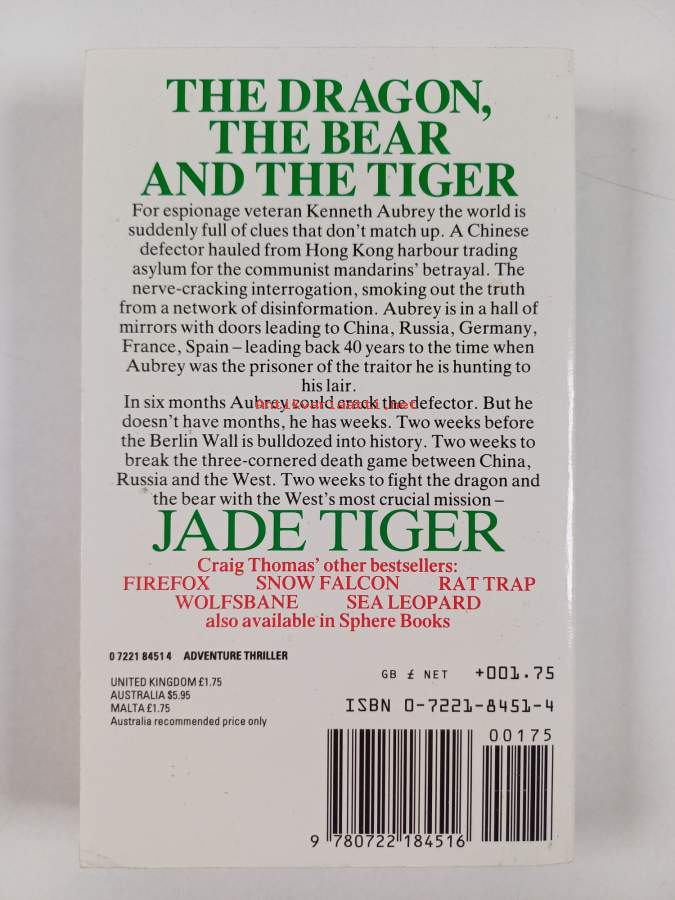 THE DRAGON,
THE BEAR
AND THE TIGER
For espionage veteran Kenneth Aubrey the world is
suddenly full of clues that don't match up. A Chinese
defector hauled from Hong Kong harbour trading
asylum for the communist mandarins' betrayal. The
nerve-cracking interrogation, smoking out the truth
from a network of disinformation. Aubrey is in a hall of
mirrors with doors leading to China, Russia, Germany,
France, Spain – leading back 40 years to the time when
Aubrey was the prisoner of the traitor he is hunting to
his lair.
In six months Aubrey could crack the defector. But he
antikvariaatti.net
doesn't have months, he has weeks. Two weeks before
the Berlin Wall is bulldozed into history. Two weeks to
break the three-cornered death game between China,
Russia and the West. Two weeks to fight the dragon and
the bear with the West's most crucial mission –
JADE TIGER
Craig Thomas' other bestsellers:
FIREFOX SNOW FALCON RAT TRAP
WOLFSBANE SEA LEOPARD
also available in Sphere Books
0 7221 8451 4 ADVENTURE THRILLER
UNITED KINGDOM £1.75
AUSTRALIA $5.95
MALTA £1.75
Australia recommended price only
GB £ NET +001.75
ISBN 0-7221-8451-4
00175
9 780722 184516